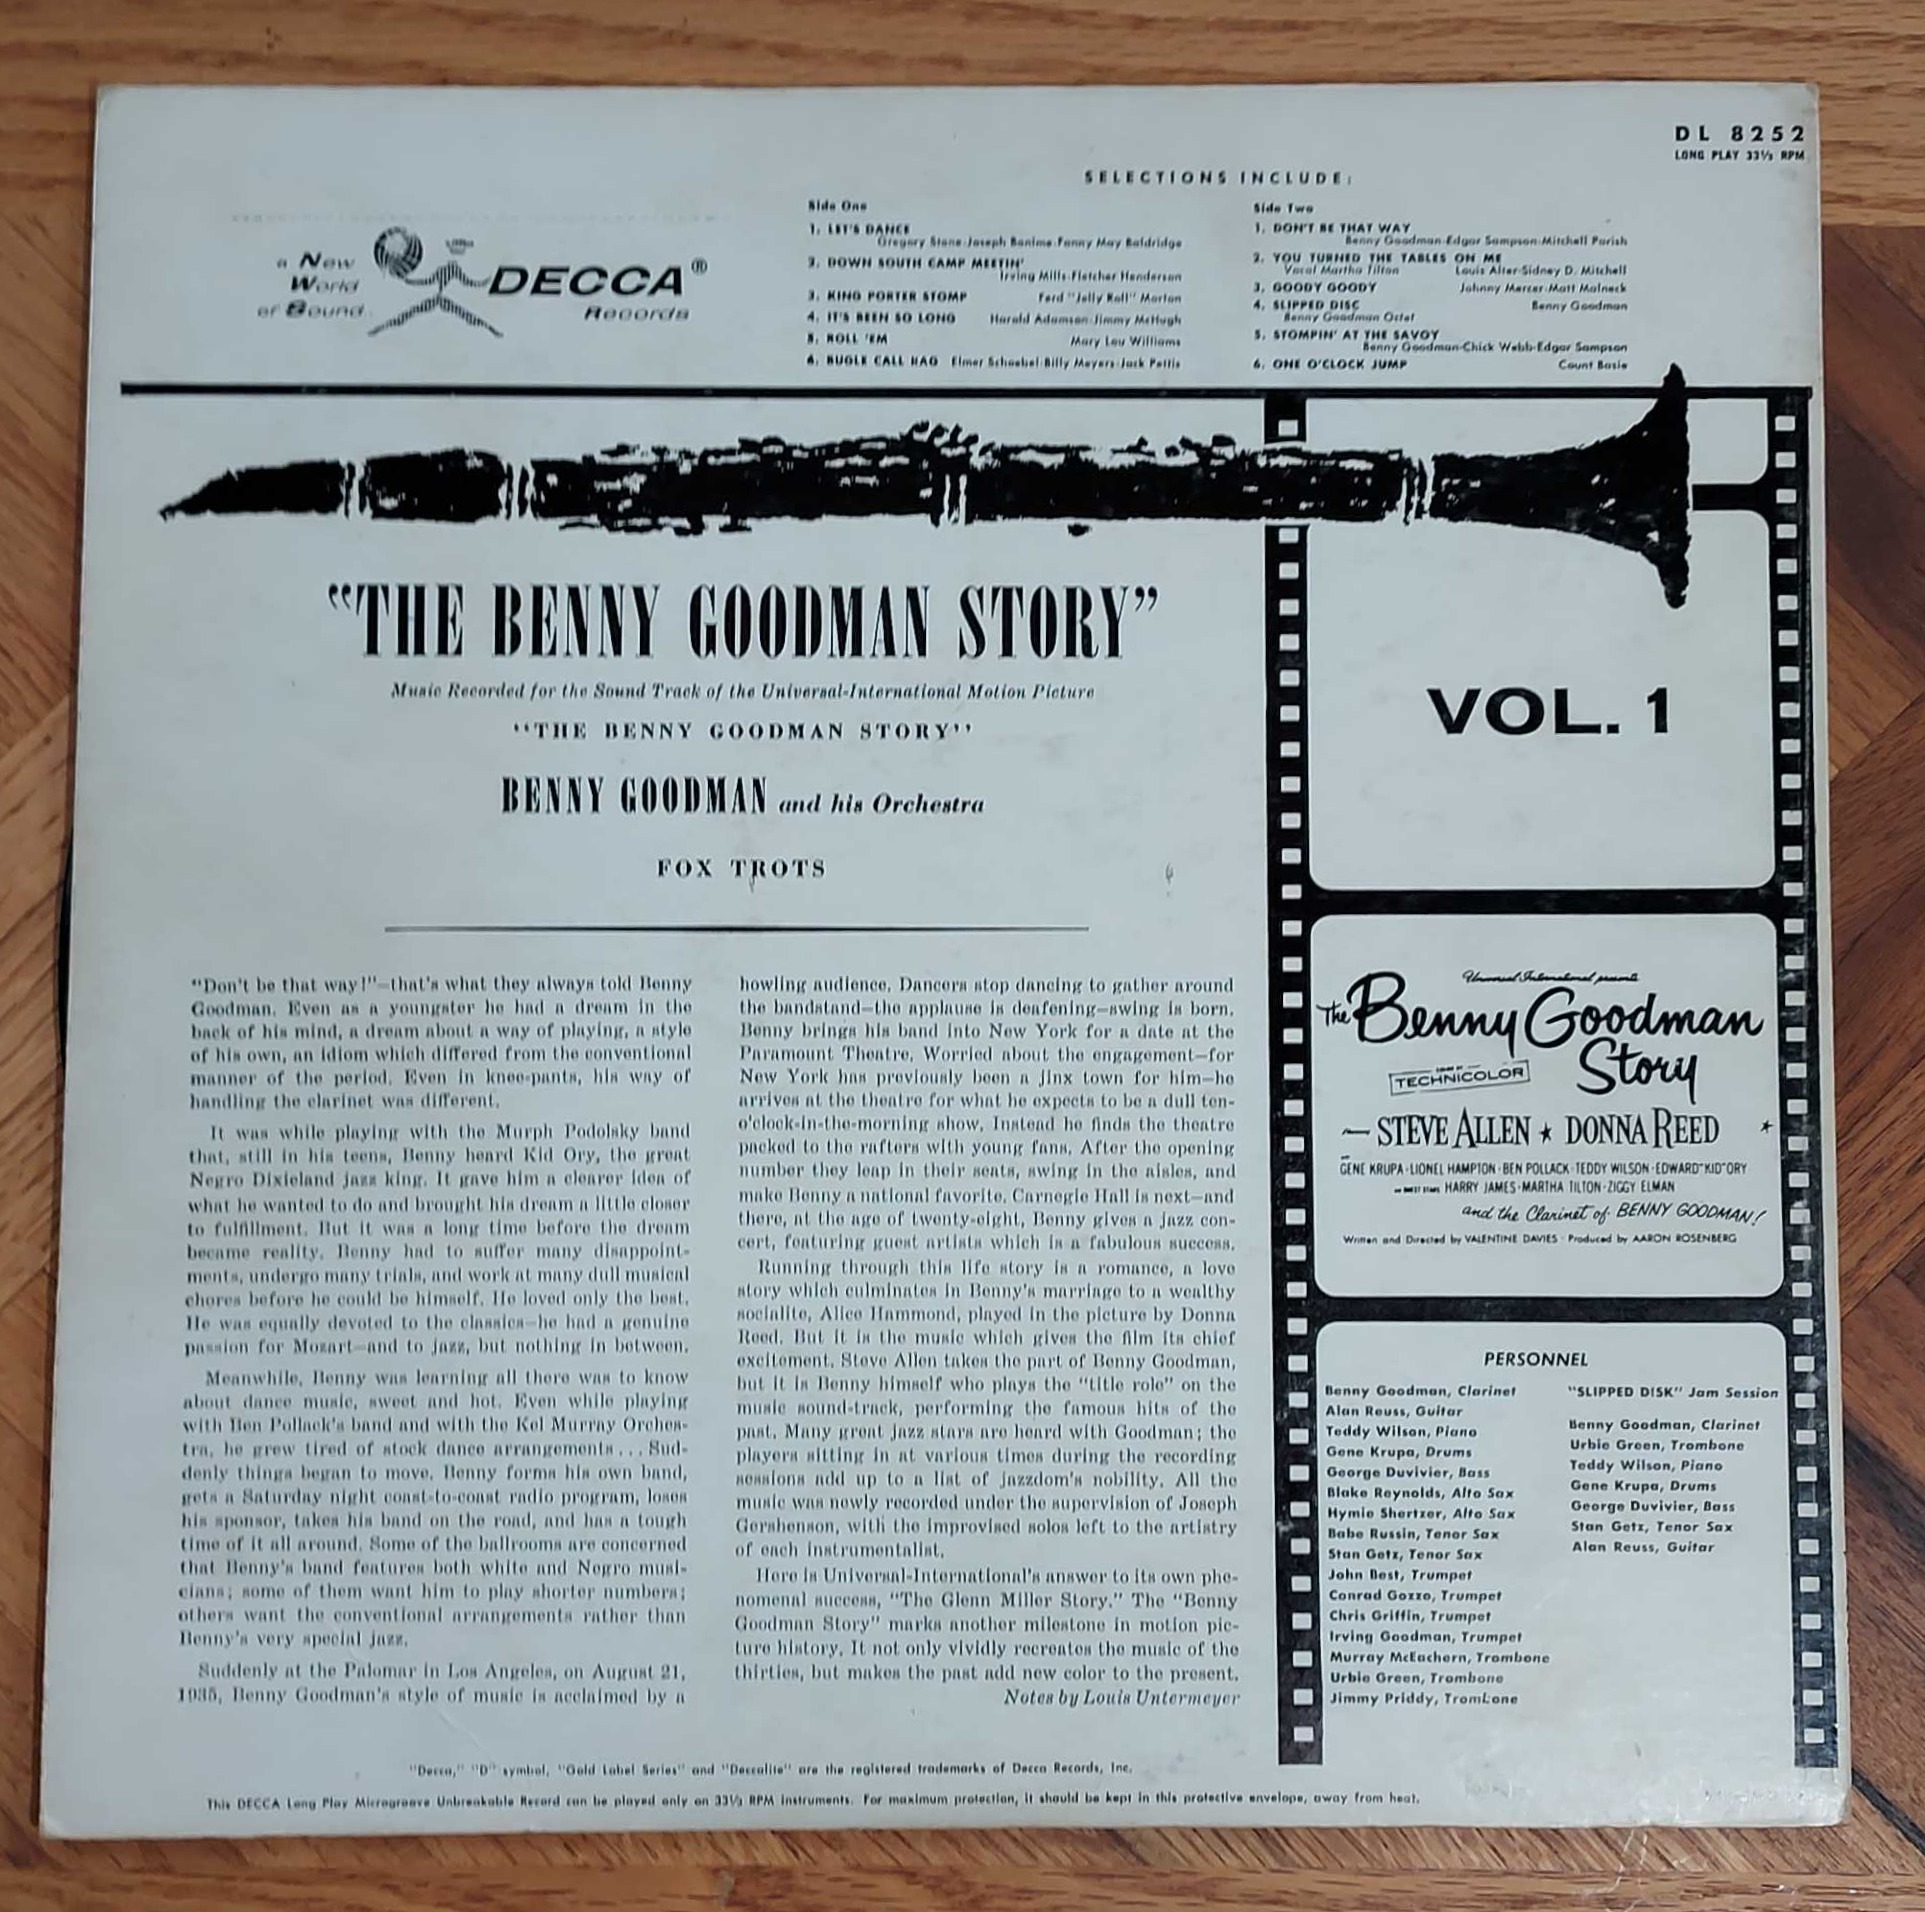 DL 8252
LONG PLAY 33⅓ RPM
a New
World
of Sound
DECCA®
Records
SELECTIONS INCLUDE:
Side One
1. LET'S DANCE
Gregory Stone-Joseph Bonime-Fanny May Baldridge
2. DOWN SOUTH CAMP MEETIN'
Irving Mills-Fletcher Henderson
3. KING PORTER STOMP Ferd "Jelly Roll" Morton
4. IT'S BEEN SO LONG Harold Adamson-Jimmy McHugh
5. ROLL 'EM Mary Lou Williams
6. BUGLE CALL RAG Elmer Schoebel-Billy Meyers-Jack Pettis
Side Two
1. DON'T BE THAT WAY
Benny Goodman-Edgar Sampson-Mitchell Parish
2. YOU TURNED THE TABLES ON ME
Vocal Martha Tilton Louis Alter-Sidney D. Mitchell
3. GOODY GOODY Johnny Mercer-Matt Malneck
4. SLIPPED DISC Benny Goodman
Benny Goodman Octet
5. STOMPIN' AT THE SAVOY
Benny Goodman-Chick Webb-Edgar Sampson
6. ONE O'CLOCK JUMP Count Basie
"THE BENNY GOODMAN STORY"
Music Recorded for the Sound Track of the Universal-International Motion Picture
"THE BENNY GOODMAN STORY"
BENNY GOODMAN and his Orchestra
FOX TROTS
"Don't be that way!"—that's what they always told Benny
Goodman. Even as a youngster he had a dream in the
back of his mind, a dream about a way of playing, a style
of his own, an idiom which differed from the conventional
manner of the period. Even in knee-pants, his way of
handling the clarinet was different.
It was while playing with the Murph Podolsky band
that, still in his teens, Benny heard Kid Ory, the great
Negro Dixieland jazz king. It gave him a clearer idea of
what he wanted to do and brought his dream a little closer
to fulfillment. But it was a long time before the dream
became reality. Benny had to suffer many disappoint-
ments, undergo many trials, and work at many dull musical
chores before he could be himself. He loved only the best.
He was equally devoted to the classics—he had a genuine
passion for Mozart—and to jazz, but nothing in between.
Meanwhile, Benny was learning all there was to know
about dance music, sweet and hot. Even while playing
with Ben Pollack's band and with the Kel Murray Orches-
tra, he grew tired of stock dance arrangements . . . Sud-
denly things began to move. Benny forms his own band,
gets a Saturday night coast-to-coast radio program, loses
his sponsor, takes his band on the road, and has a tough
time of it all around. Some of the ballrooms are concerned
that Benny's band features both white and Negro musi-
cians; some of them want him to play shorter numbers;
others want the conventional arrangements rather than
Benny's very special jazz.
Suddenly at the Palomar in Los Angeles, on August 21,
1935, Benny Goodman's style of music is acclaimed by a
howling audience. Dancers stop dancing to gather around
the bandstand—the applause is deafening—swing is born.
Benny brings his band into New York for a date at the
Paramount Theatre. Worried about the engagement—for
New York has previously been a jinx town for him—he
arrives at the theatre for what he expects to be a dull ten-
o'clock-in-the-morning show. Instead he finds the theatre
packed to the rafters with young fans. After the opening
number they leap in their seats, swing in the aisles, and
make Benny a national favorite. Carnegie Hall is next—and
there, at the age of twenty-eight, Benny gives a jazz con-
cert, featuring guest artists which is a fabulous success.
Running through this life story is a romance, a love
story which culminates in Benny's marriage to a wealthy
socialite, Alice Hammond, played in the picture by Donna
Reed. But it is the music which gives the film its chief
excitement. Steve Allen takes the part of Benny Goodman,
but it is Benny himself who plays the "title role" on the
music sound-track, performing the famous hits of the
past. Many great jazz stars are heard with Goodman; the
players sitting in at various times during the recording
sessions add up to a list of jazzdom's nobility. All the
music was newly recorded under the supervision of Joseph
Gershenson, with the improvised solos left to the artistry
of each instrumentalist.
Here is Universal-International's answer to its own phe-
nomenal success, "The Glenn Miller Story." The "Benny
Goodman Story" marks another milestone in motion pic-
ture history. It not only vividly recreates the music of the
thirties, but makes the past add new color to the present.
Notes by Louis Untermeyer
VOL. 1
Universal International presents
The Benny Goodman
Story
TECHNICOLOR
STEVE ALLEN ★ DONNA REED
GENE KRUPA · LIONEL HAMPTON · BEN POLLACK · TEDDY WILSON · EDWARD "KID" ORY
HARRY JAMES · MARTHA TILTON · ZIGGY ELMAN
and the Clarinet of BENNY GOODMAN!
Written and Directed by VALENTINE DAVIES · Produced by AARON ROSENBERG
PERSONNEL
Benny Goodman, Clarinet
Alan Reuss, Guitar
Teddy Wilson, Piano
Gene Krupa, Drums
George Duvivier, Bass
Blake Reynolds, Alto Sax
Hymie Shertzer, Alto Sax
Babe Russin, Tenor Sax
Stan Getz, Tenor Sax
John Best, Trumpet
Conrad Gozzo, Trumpet
Chris Griffin, Trumpet
Irving Goodman, Trumpet
Murray McEachern, Trombone
Urbie Green, Trombone
Jimmy Priddy, Trombone
"SLIPPED DISK" Jam Session
Benny Goodman, Clarinet
Urbie Green, Trombone
Teddy Wilson, Piano
Gene Krupa, Drums
George Duvivier, Bass
Stan Getz, Tenor Sax
Alan Reuss, Guitar
"Decca," "D" symbol, "Gold Label Series" and "Deccalite" are the registered trademarks of Decca Records, Inc.
This DECCA Long Play Microgroove Unbreakable Record can be played only on 33⅓ RPM instruments. For maximum protection, it should be kept in this protective envelope, away from heat.